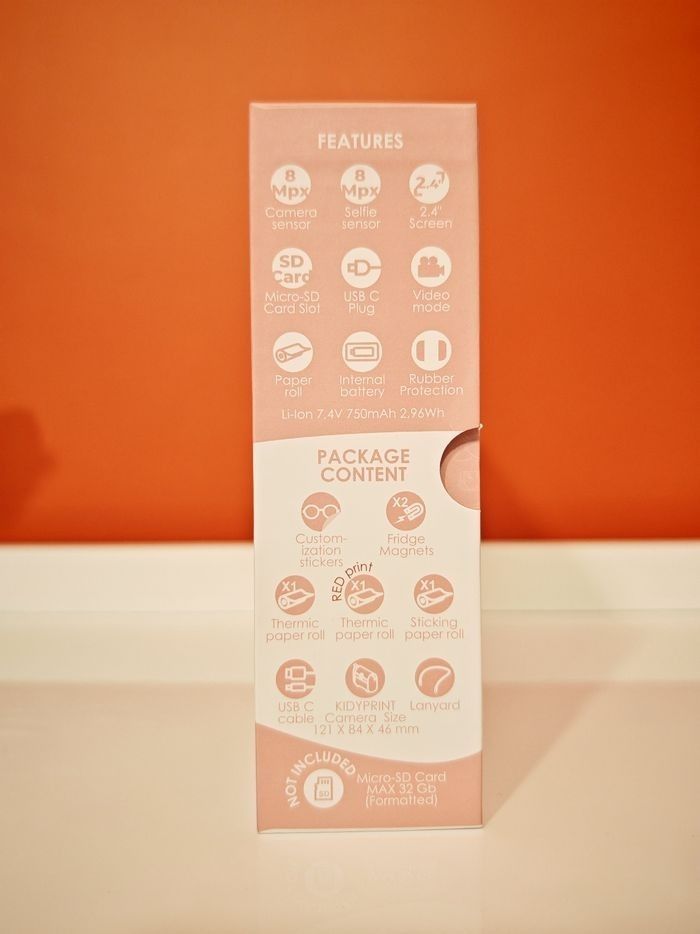 FEATURES
8 Mpx
8 Mpx
2.4"
Camera sensor
Selfie sensor
2.4" Screen
SD Card
Micro-SD Card Slot
USB C Plug
Video mode
Paper roll
Internal battery
Rubber Protection
Li-Ion 7,4V 750mAh 2,96Wh
PACKAGE
CONTENT
X2
Custom-
ization
stickers
Fridge
Magnets
RED print
X1
X1
X1
Thermic
paper roll
Thermic
paper roll
Sticking
paper roll
USB C
cable
KIDYPRINT
Camera Size
121 X 84 X 46 mm
Lanyard
NOT INCLUDED
SD
Micro-SD Card
MAX 32 Gb
(Formatted)